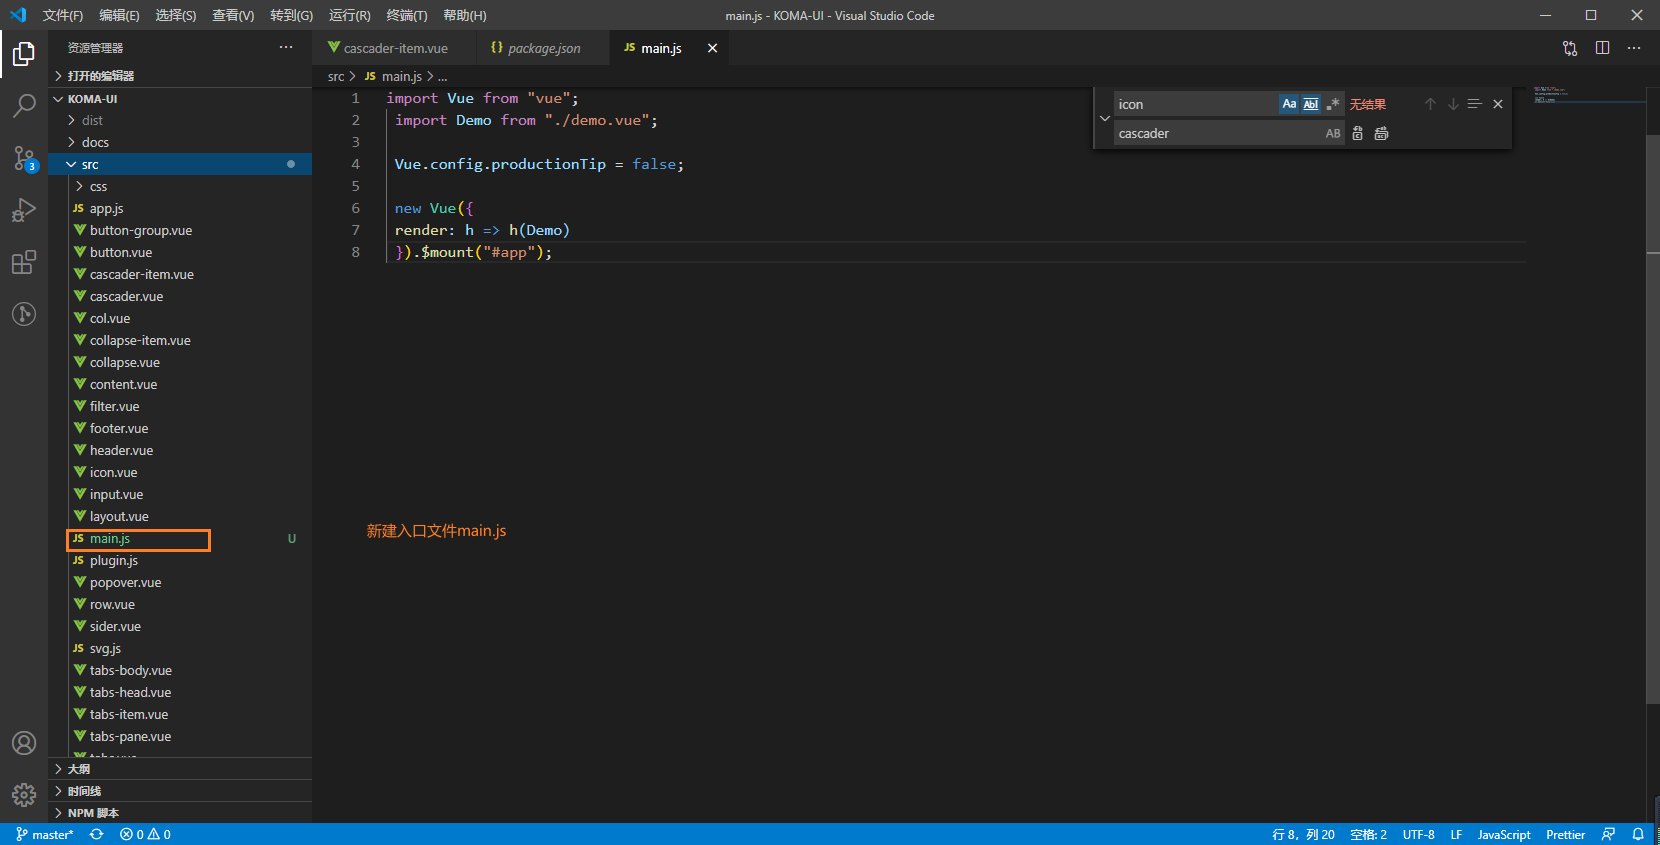 文件(F) 编辑(E) 选择(S) 查看(V) 转到(G) 运行(R) 终端(T) 帮助(H) main.js - KOMA-UI - Visual Studio Code
资源管理器
打开的编辑器
KOMA-UI
dist
docs
src
css
JS app.js
button-group.vue
button.vue
cascader-item.vue
cascader.vue
col.vue
collapse-item.vue
collapse.vue
content.vue
filter.vue
footer.vue
header.vue
icon.vue
input.vue
layout.vue
JS main.js U
JS plugin.js
popover.vue
row.vue
sider.vue
JS svg.js
tabs-body.vue
tabs-head.vue
tabs-item.vue
tabs-pane.vue
大纲
时间线
NPM 脚本
3
cascader-item.vue {} package.json JS main.js
src > JS main.js > ...
1 import Vue from "vue";
2 import Demo from "./demo.vue";
3
4 Vue.config.productionTip = false;
5
6 new Vue({
7 render: h => h(Demo)
8 }).$mount("#app");
icon Aa Abl .* 无结果
cascader AB
新建入口文件main.js
master* 0 0 行 8，列 20 空格: 2 UTF-8 LF JavaScript Prettier